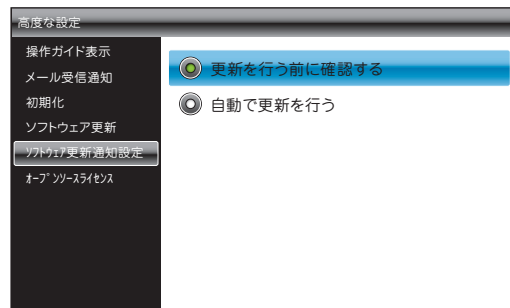 高度な設定
操作ガイド表示
メール受信通知
初期化
ソフトウェア更新
ｿﾌﾄｳｪｱ更新通知設定
ｵｰﾌﾟﾝｿｰｽﾗｲｾﾝｽ
更新を行う前に確認する
自動で更新を行う